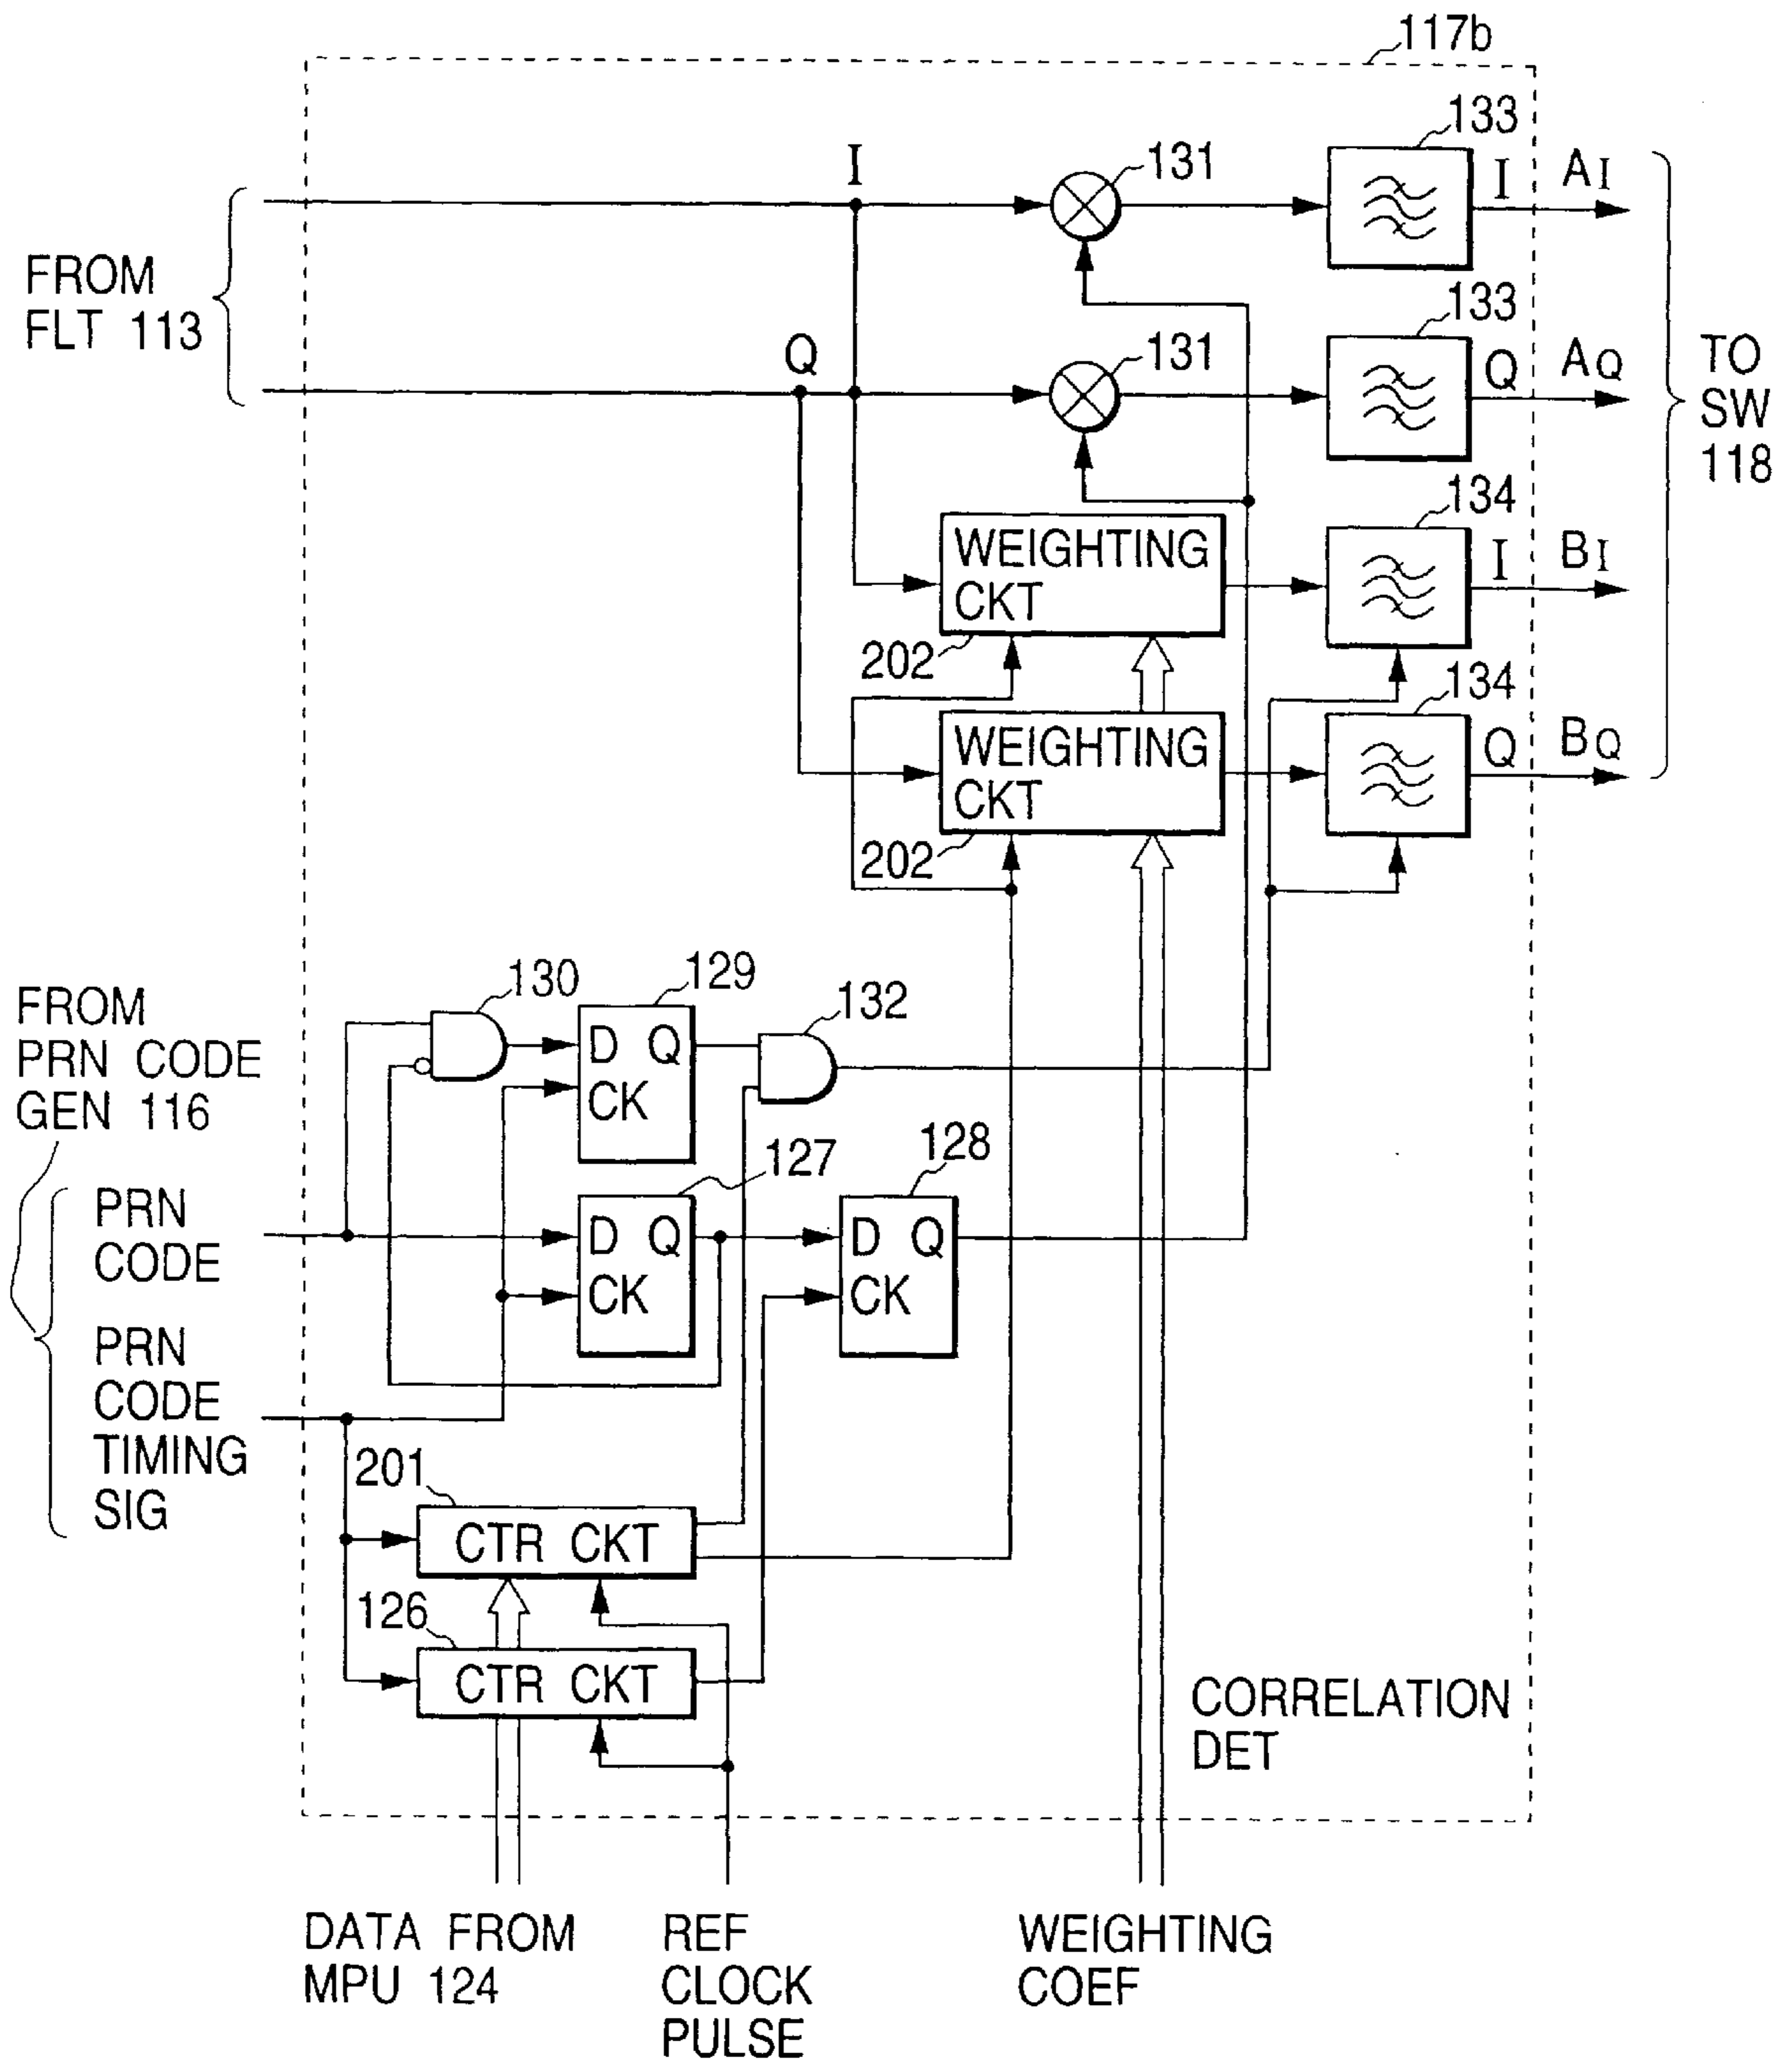 117b
133
I
131
I
AI
FROM
FLT 113
133
131
Q
Q
AQ
TO
SW
118
134
WEIGHTING
CKT
I
BI
202
134
WEIGHTING
CKT
Q
BQ
202
130
129
132
FROM
PRN CODE
GEN 116
D Q
CK
127
128
PRN
CODE
D Q
CK
D Q
CK
PRN
CODE
TIMING
SIG
201
CTR CKT
126
CTR CKT
CORRELATION
DET
DATA FROM
MPU 124
REF
CLOCK
PULSE
WEIGHTING
COEF